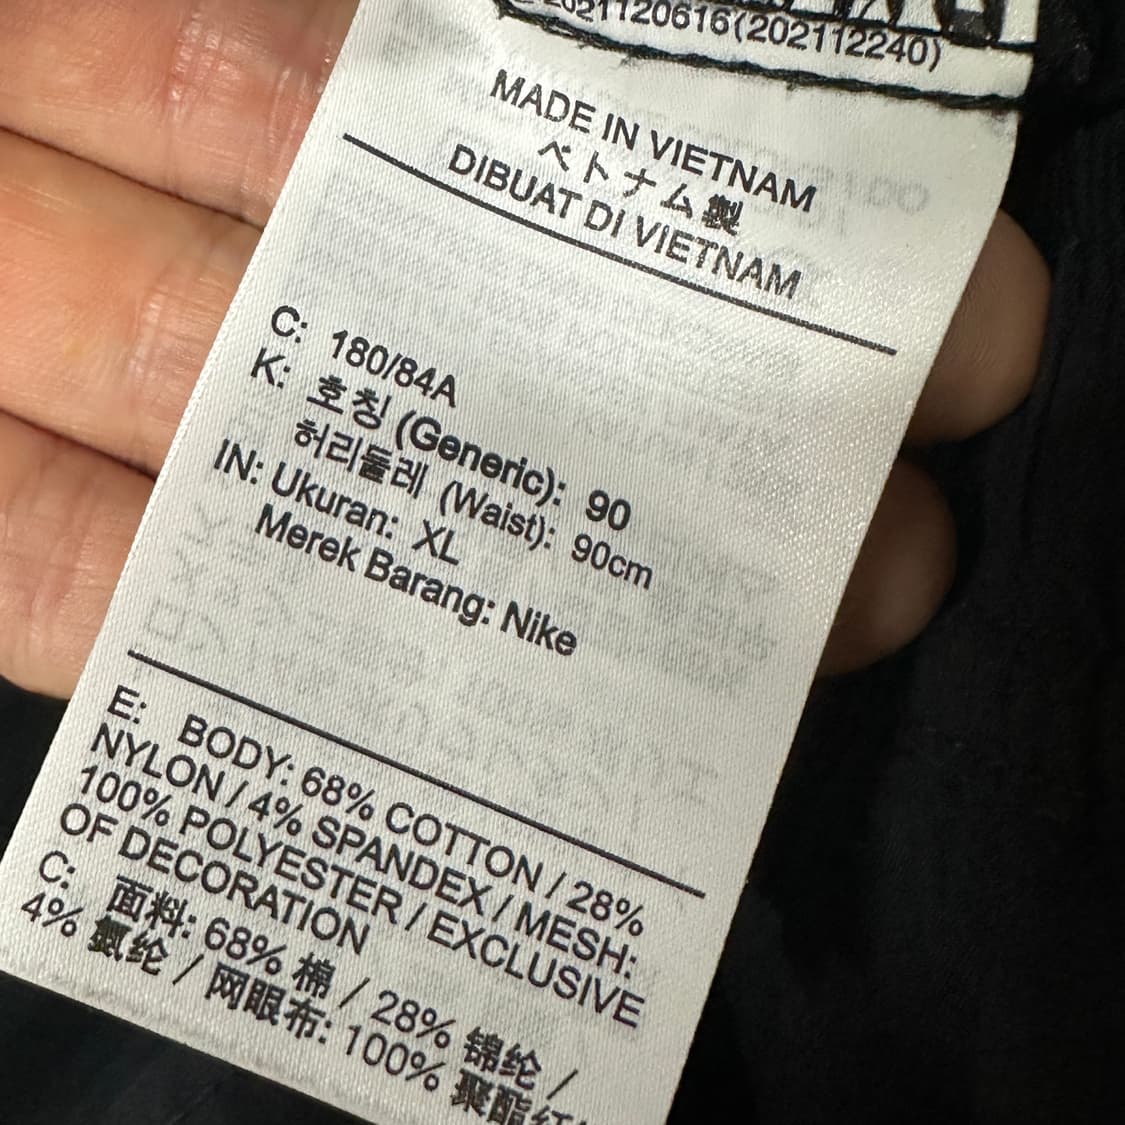 2021120616(202112240)
MADE IN VIETNAM
ベトナム製
DIBUAT DI VIETNAM
C: 180/84A
K: 호칭 (Generic): 90
허리둘레 (Waist): 90cm
IN: Ukuran: XL
Merek Barang: Nike
E: BODY: 68% COTTON / 28%
NYLON / 4% SPANDEX / MESH:
100% POLYESTER / EXCLUSIVE
OF DECORATION
C: 面料: 68% 棉 / 28% 锦纶 /
4% 氨纶 / 网眼布: 100% 聚酯